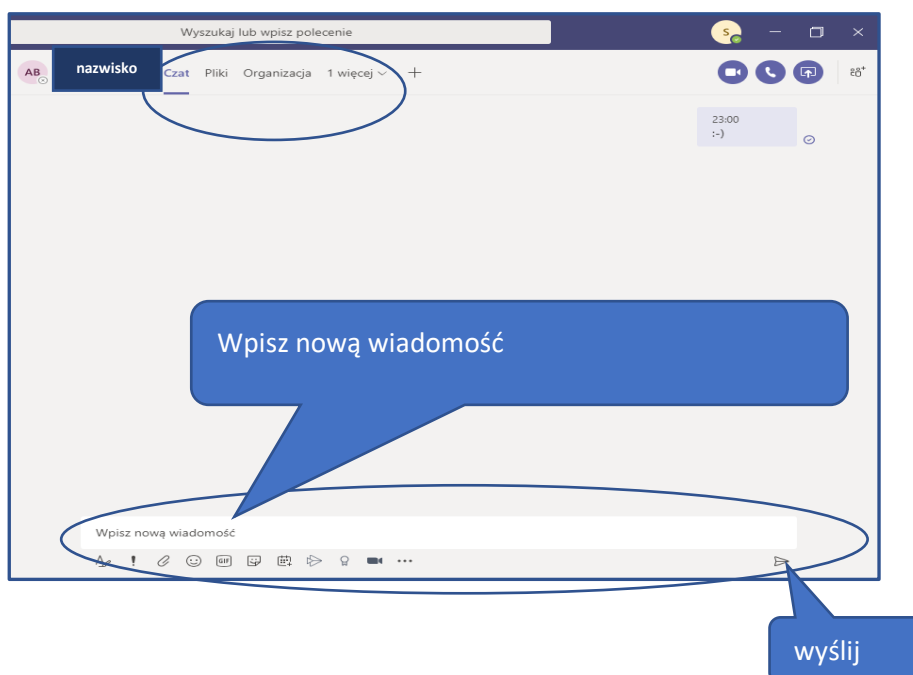 Wyszukaj lub wpisz polecenie
S
AB nazwisko Czat Pliki Organizacja 1 więcej
23:00
:-)
Wpisz nową wiadomość
Wpisz nową wiadomość
GIF
wyślij